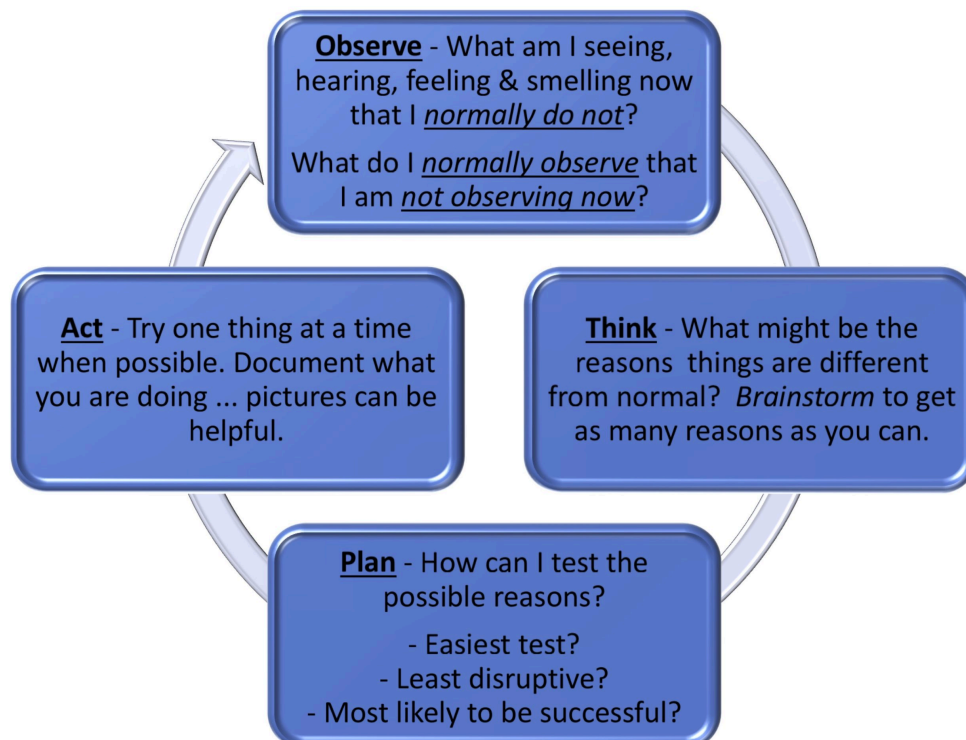 Observe - What am I seeing,
hearing, feeling & smelling now
that I normally do not?
What do I normally observe that
I am not observing now?
Think - What might be the
reasons things are different
from normal? Brainstorm to get
as many reasons as you can.
Plan - How can I test the
possible reasons?
- Easiest test?
- Least disruptive?
- Most likely to be successful?
Act - Try one thing at a time
when possible. Document what
you are doing ... pictures can be
helpful.